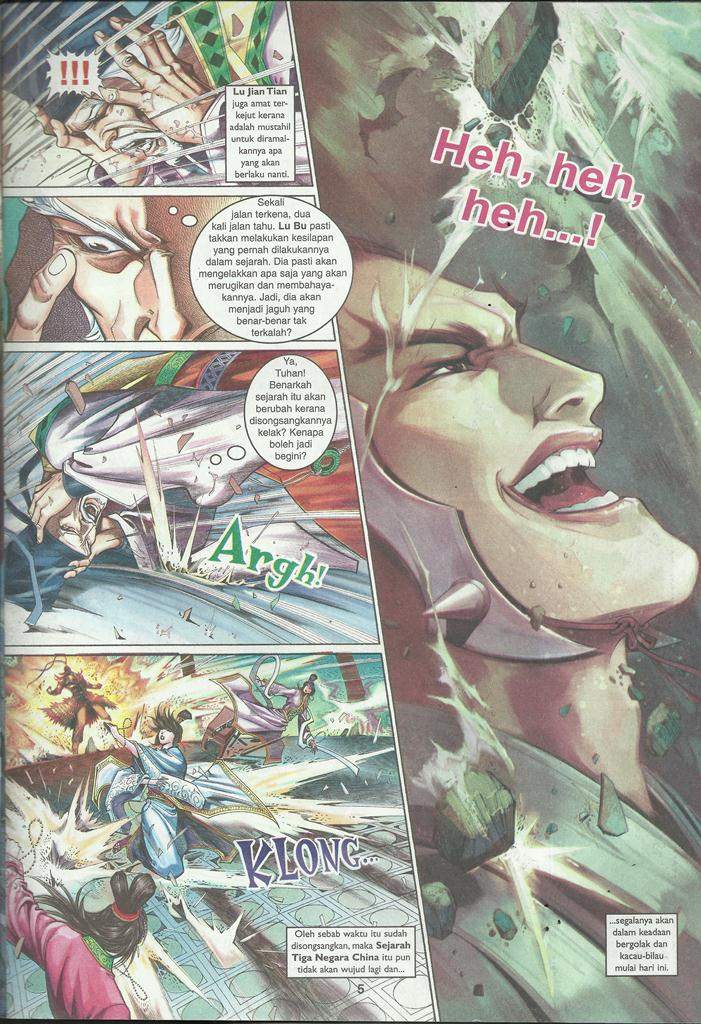 !!!
Lu Jian Tian
juga amat ter-
kejut kerana
adalah mustahil
untuk diramal-
kannya apa
yang akan
berlaku nanti.
Sekali
jalan terkena, dua
kali jalan tahu. Lu Bu pasti
takkan melakukan kesilapan
yang pernah dilakukannya
dalam sejarah. Dia pasti akan
mengelakkan apa saja yang akan
merugikan dan membahaya-
kannya. Jadi, dia akan
menjadi jaguh yang
benar-benar tak
terkalah?
Ya,
Tuhan!
Benarkah
sejarah itu akan
berubah kerana
disongsangkannya
kelak? Kenapa
boleh jadi
begini?
Argh!
KLONG...
Oleh sebab waktu itu sudah
disongsangkan, maka Sejarah
Tiga Negara China itu pun
tidak akan wujud lagi dan...
Heh, heh,
heh, heh,
heh...!
...segalanya akan
dalam keadaan
bergolak dan
kacau-bilau
mulai hari ini.
5